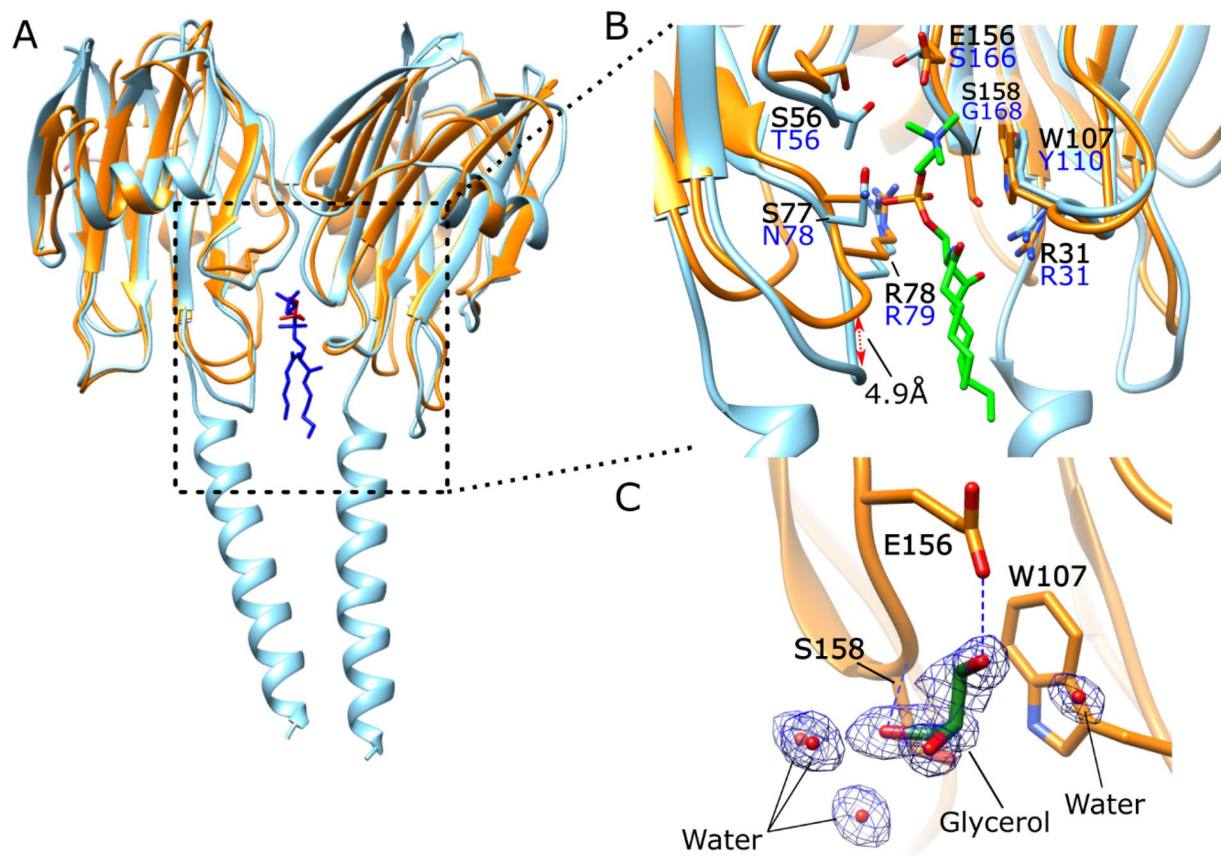 A
B
E156
S166
S158
G168
S56
T56
W107
Y110
S77
N78
R31
R31
R78
R79
4.9Å
C
E156
W107
S158
Water
Glycerol
Water